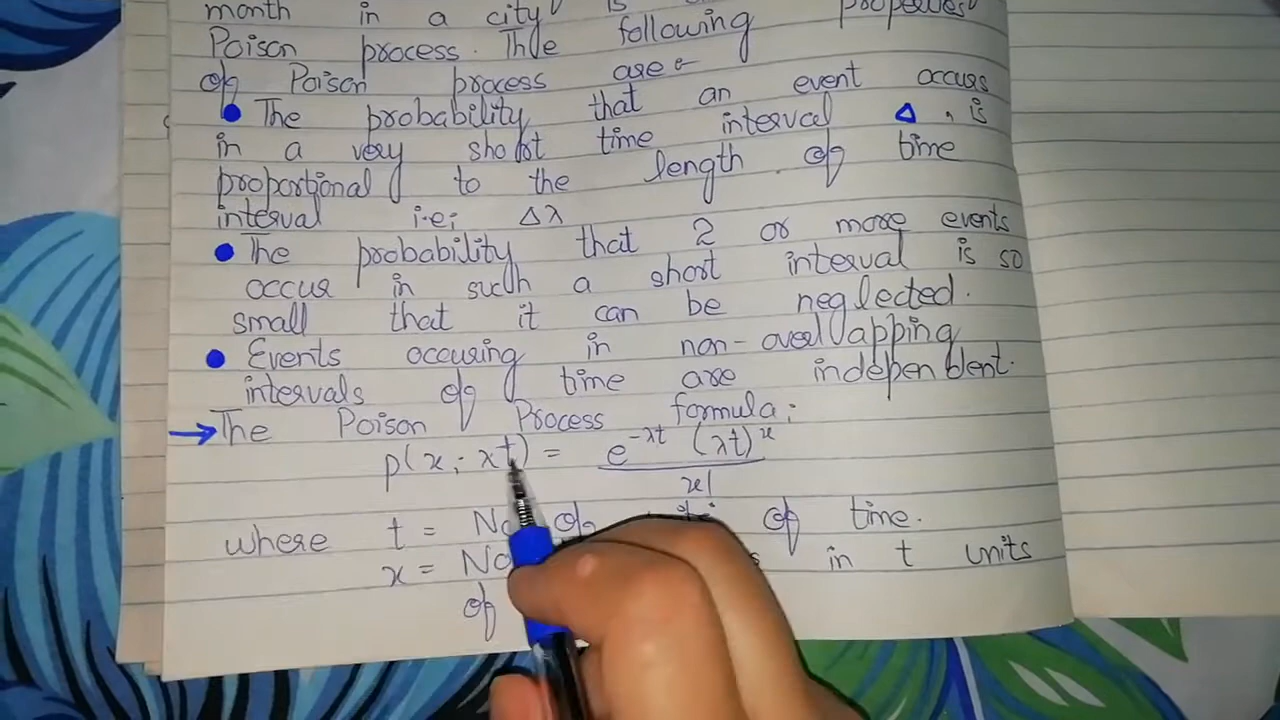 month in a city is
Poison process. The following properties
of Poison process are:-
• The probability that an event occurs
in a very short time interval Δ, is
proportional to the length of time
interval i.e; Δλ
• The probability that 2 or more events
occur in such a short interval is so
small that it can be neglected.
• Events occuring in non-overlapping
intervals of time are independent.
→ The Poison Process formula:
p(x; λt) = e^-λt (λt)^x / x!
where t = No of of time.
x = No in t units
of